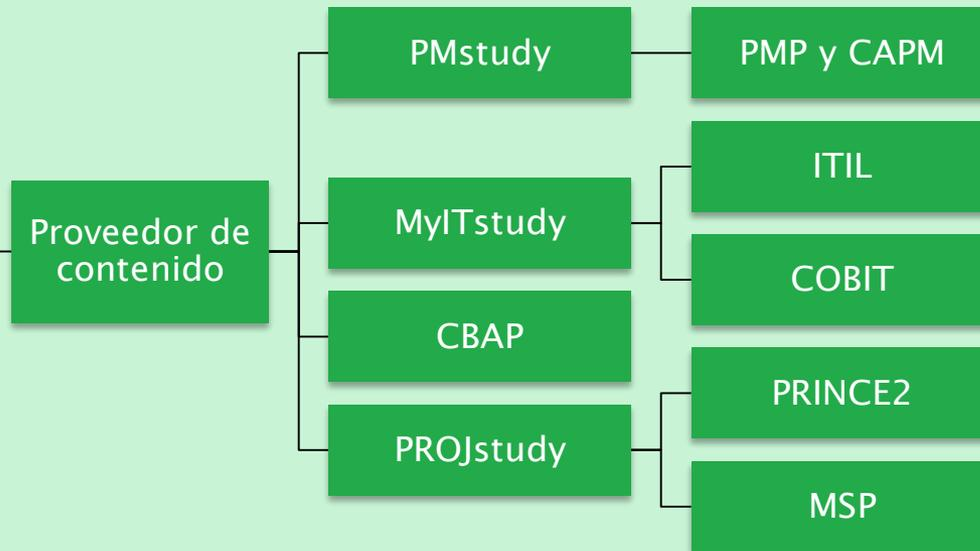 Proveedor de
contenido
PMstudy
PMP y CAPM
MyITstudy
ITIL
COBIT
CBAP
PROJstudy
PRINCE2
MSP